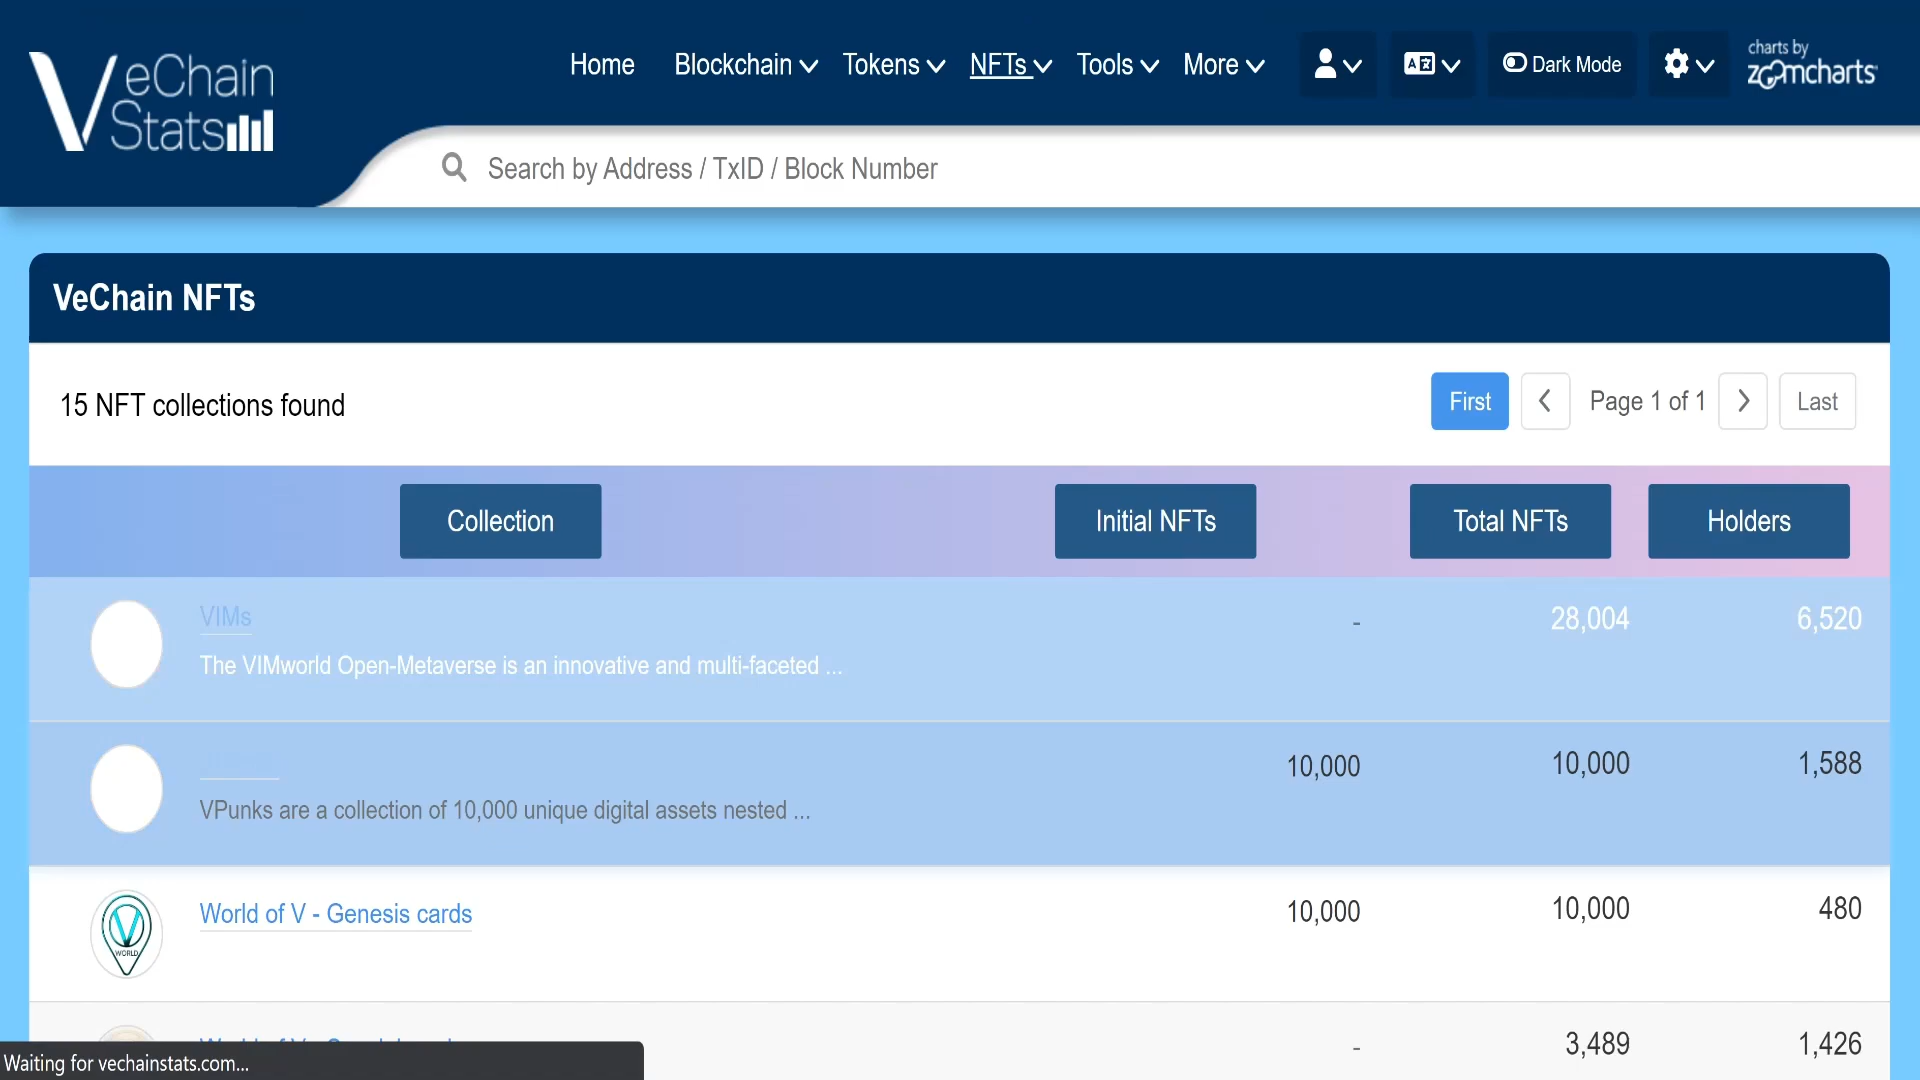 VeChain
Stats
Home Blockchain Tokens NFTs Tools More Dark Mode charts by
zoomcharts
Search by Address / TxID / Block Number
VeChain NFTs
15 NFT collections found
First Page 1 of 1 Last
Collection Initial NFTs Total NFTs Holders
VIMs - 28,004 6,520
The VIMworld Open-Metaverse is an innovative and multi-faceted ...
10,000 10,000 1,588
VPunks are a collection of 10,000 unique digital assets nested ...
World of V - Genesis cards 10,000 10,000 480
WORLD
- 3,489 1,426
Waiting for vechainstats.com...